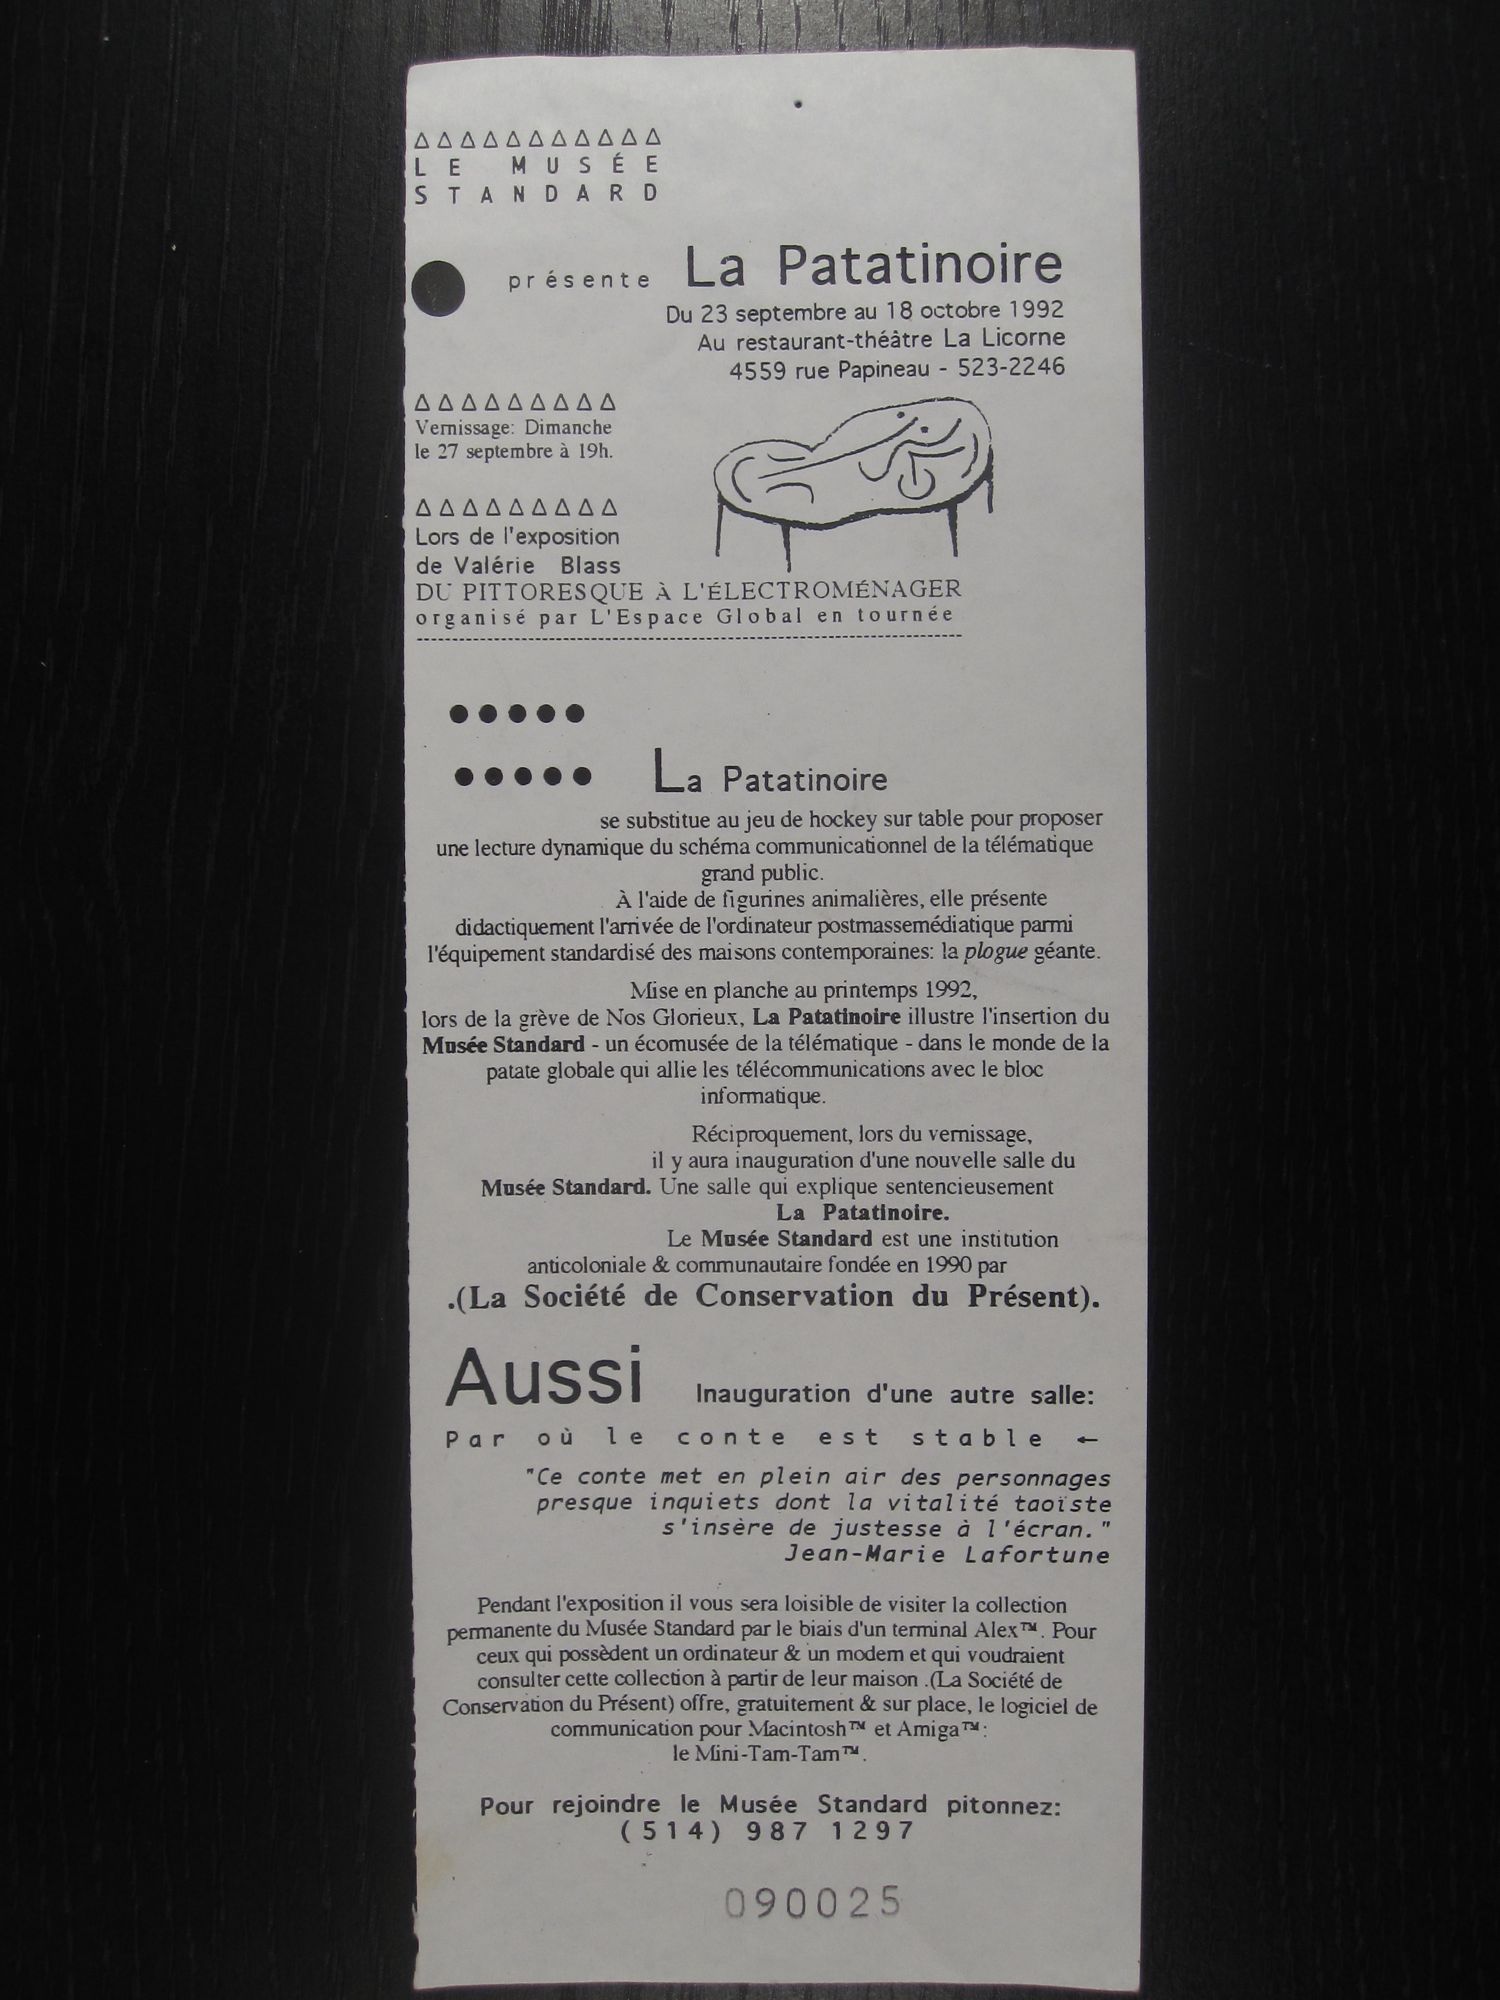 LE MUSÉE
STANDARD
présente La Patatinoire
Du 23 septembre au 18 octobre 1992
Au restaurant-théâtre La Licorne
4559 rue Papineau - 523-2246
Vernissage: Dimanche
le 27 septembre à 19h.
Lors de l'exposition
de Valérie Blass
DU PITTORESQUE À L'ÉLECTROMÉNAGER
organisé par L'Espace Global en tournée
La Patatinoire
se substitue au jeu de hockey sur table pour proposer
une lecture dynamique du schéma communicationnel de la télématique
grand public.
À l'aide de figurines animalières, elle présente
didactiquement l'arrivée de l'ordinateur postmassemédiatique parmi
l'équipement standardisé des maisons contemporaines: la plogue géante.
Mise en planche au printemps 1992,
lors de la grève de Nos Glorieux, La Patatinoire illustre l'insertion du
Musée Standard - un écomusée de la télématique - dans le monde de la
patate globale qui allie les télécommunications avec le bloc
informatique.
Réciproquement, lors du vernissage,
il y aura inauguration d'une nouvelle salle du
Musée Standard. Une salle qui explique sentencieusement
La Patatinoire.
Le Musée Standard est une institution
anticoloniale & communautaire fondée en 1990 par
.(La Société de Conservation du Présent).
Aussi Inauguration d'une autre salle:
Par où le conte est stable ←
"Ce conte met en plein air des personnages
presque inquiets dont la vitalité taoïste
s'insère de justesse à l'écran."
Jean-Marie Lafortune
Pendant l'exposition il vous sera loisible de visiter la collection
permanente du Musée Standard par le biais d'un terminal Alex™. Pour
ceux qui possèdent un ordinateur & un modem et qui voudraient
consulter cette collection à partir de leur maison .(La Société de
Conservation du Présent) offre, gratuitement & sur place, le logiciel de
communication pour Macintosh™ et Amiga™:
le Mini-Tam-Tam™.
Pour rejoindre le Musée Standard pitonnez:
(514) 987 1297
090025